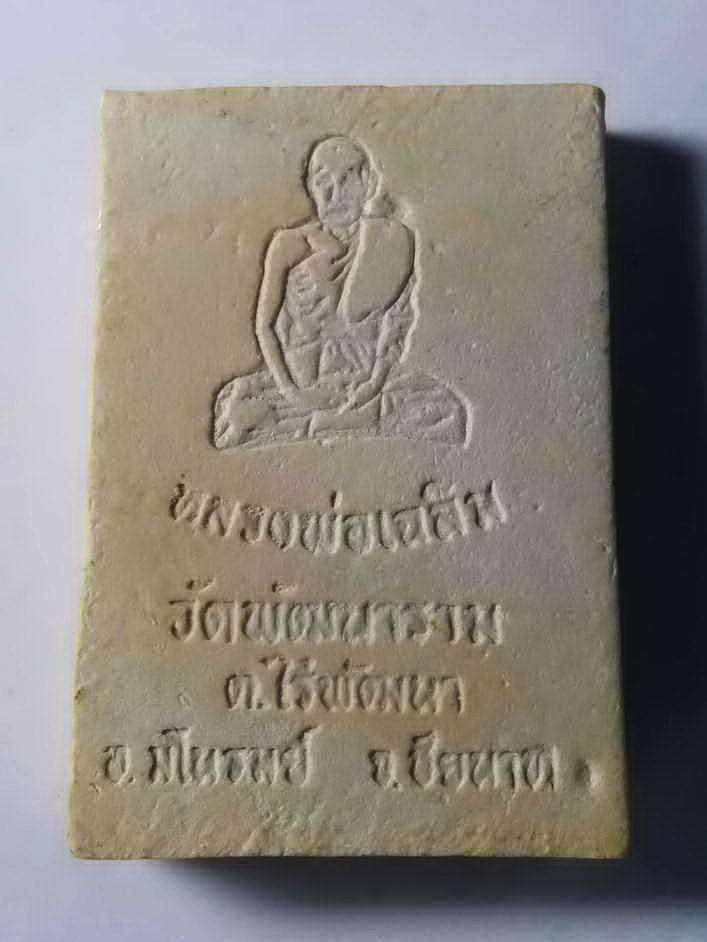 หลวงพ่อเฉลิม
วัดพัฒนาราม
ต.ไร่พัฒนา
อ.มโนรมย์ จ.ชัยนาท